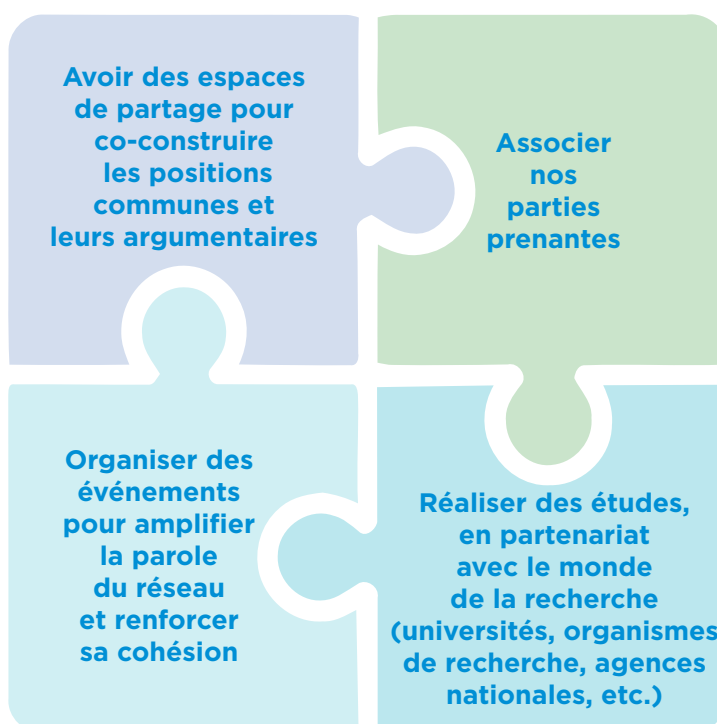 Avoir des espaces
de partage pour
co-construire
les positions
communes et
leurs argumentaires
Associer
nos
parties
prenantes
Organiser des
événements
pour amplifier
la parole
du réseau
et renforcer
sa cohésion
Réaliser des études,
en partenariat
avec le monde
de la recherche
(universités, organismes
de recherche, agences
nationales, etc.)